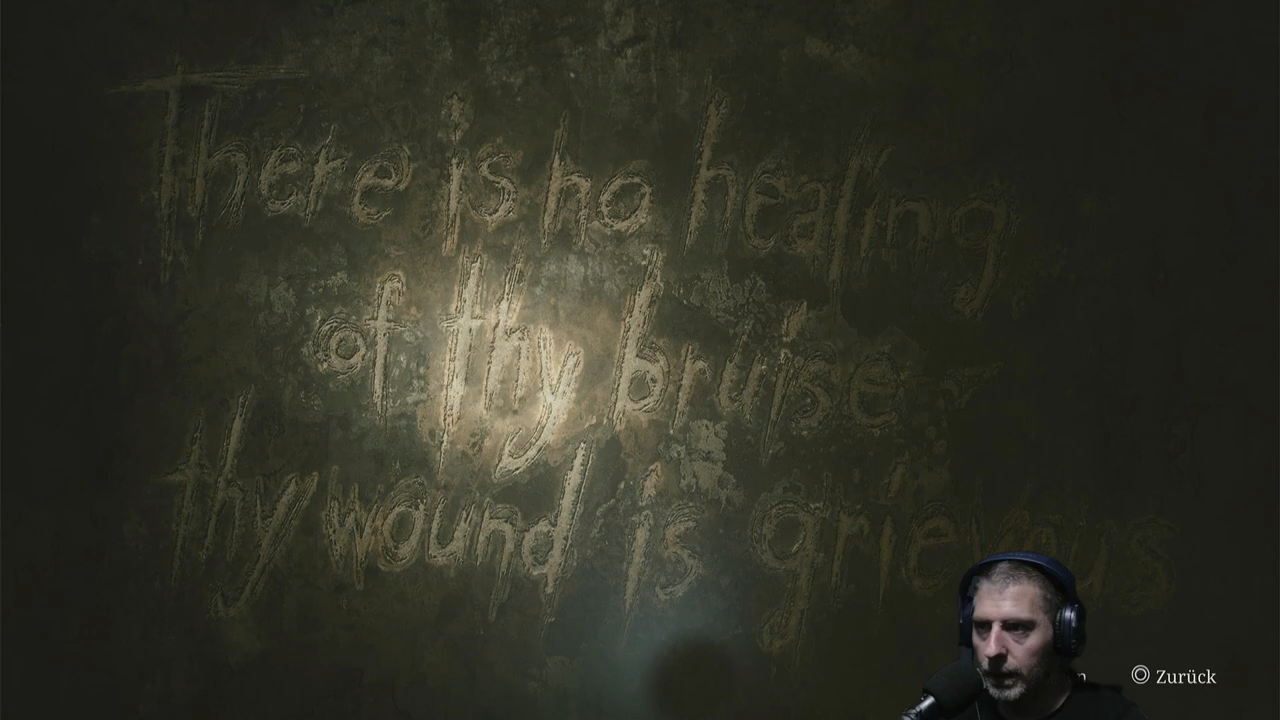 There is no healing
of thy bruise -
thy wound is grievous
Zurück